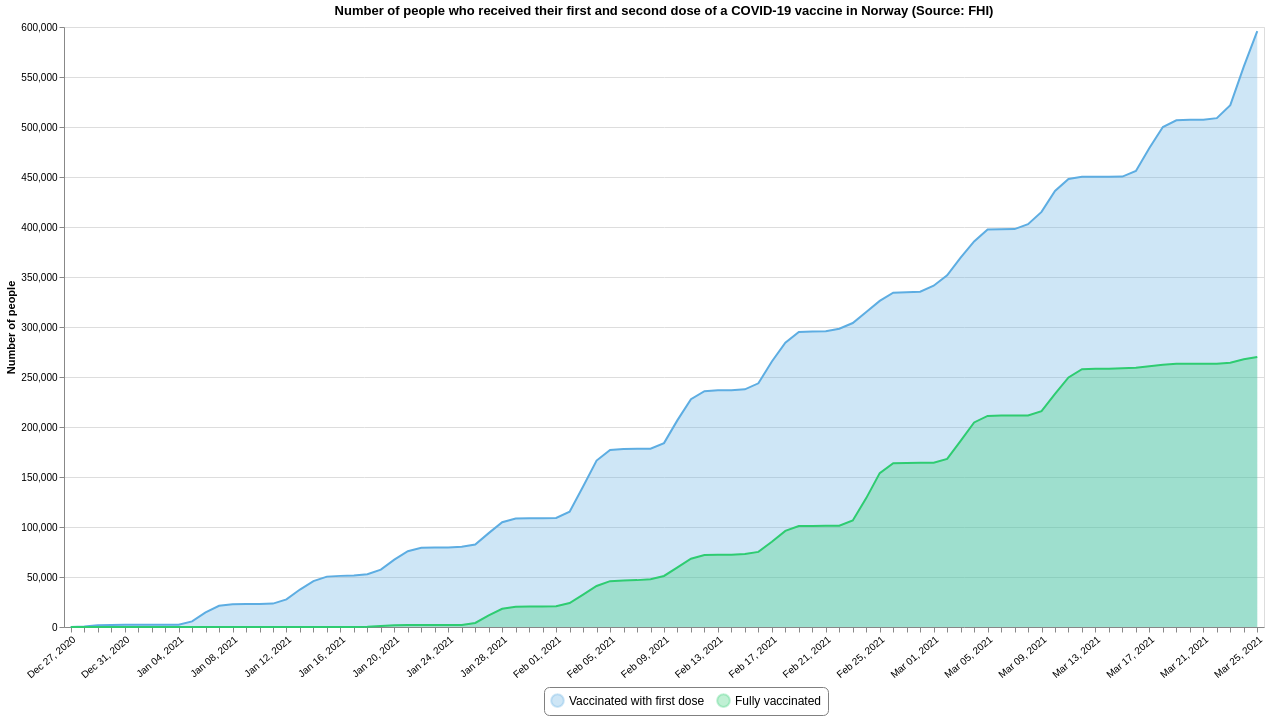 Number of people who received their first and second dose of a COVID-19 vaccine in Norway (Source: FHI)
Number of people
600,000
550,000
500,000
450,000
400,000
350,000
300,000
250,000
200,000
150,000
100,000
50,000
0
Dec 27, 2020
Dec 31, 2020
Jan 04, 2021
Jan 08, 2021
Jan 12, 2021
Jan 16, 2021
Jan 20, 2021
Jan 24, 2021
Jan 28, 2021
Feb 01, 2021
Feb 05, 2021
Feb 09, 2021
Feb 13, 2021
Feb 17, 2021
Feb 21, 2021
Feb 25, 2021
Mar 01, 2021
Mar 05, 2021
Mar 09, 2021
Mar 13, 2021
Mar 17, 2021
Mar 21, 2021
Mar 25, 2021
Vaccinated with first dose
Fully vaccinated